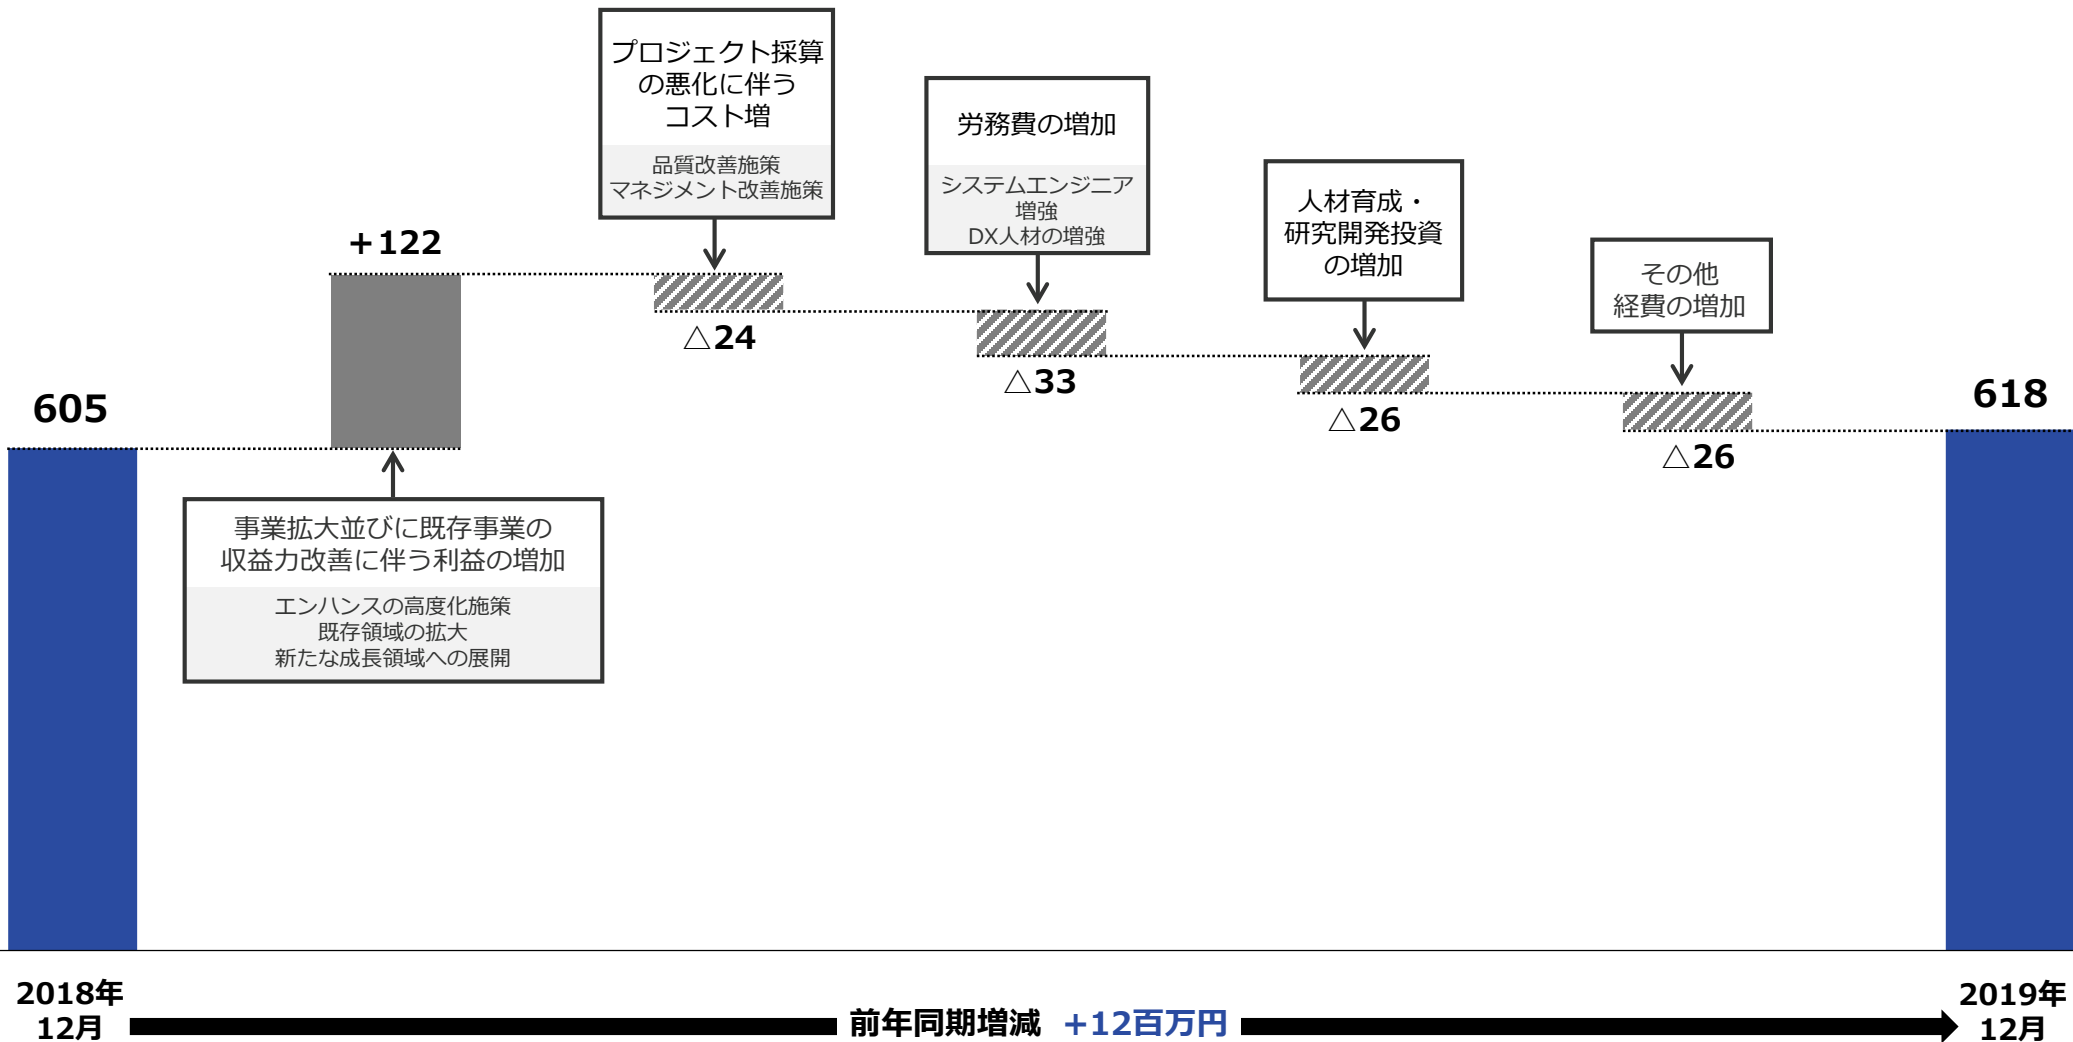 プロジェクト採算
の悪化に伴う
コスト増
品質改善施策
マネジメント改善施策
労務費の増加
システムエンジニア
増強
DX人材の増強
人材育成・
研究開発投資
の増加
その他
経費の増加
+122
△24
△33
△26
△26
605
618
事業拡大並びに既存事業の
収益力改善に伴う利益の増加
エンハンスの高度化施策
既存領域の拡大
新たな成長領域への展開
2018年
12月
前年同期増減 +12百万円
2019年
12月